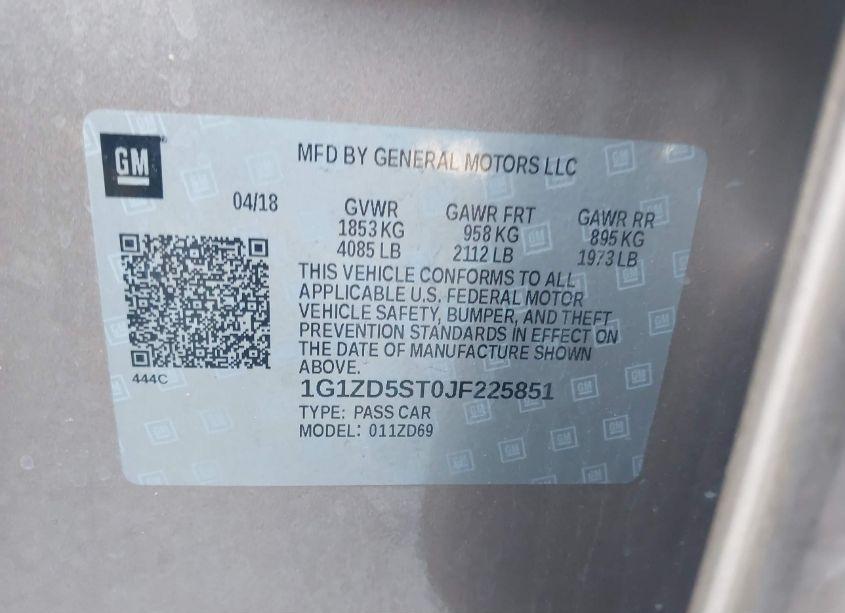 GM
MFD BY GENERAL MOTORS LLC
04/18
GVWR GAWR FRT GAWR RR
1853 KG 958 KG 895 KG
4085 LB 2112 LB 1973 LB
THIS VEHICLE CONFORMS TO ALL
APPLICABLE U.S. FEDERAL MOTOR
VEHICLE SAFETY, BUMPER, AND THEFT
PREVENTION STANDARDS IN EFFECT ON
THE DATE OF MANUFACTURE SHOWN
ABOVE.
444C
1G1ZD5ST0JF225851
TYPE: PASS CAR
MODEL: 011ZD69